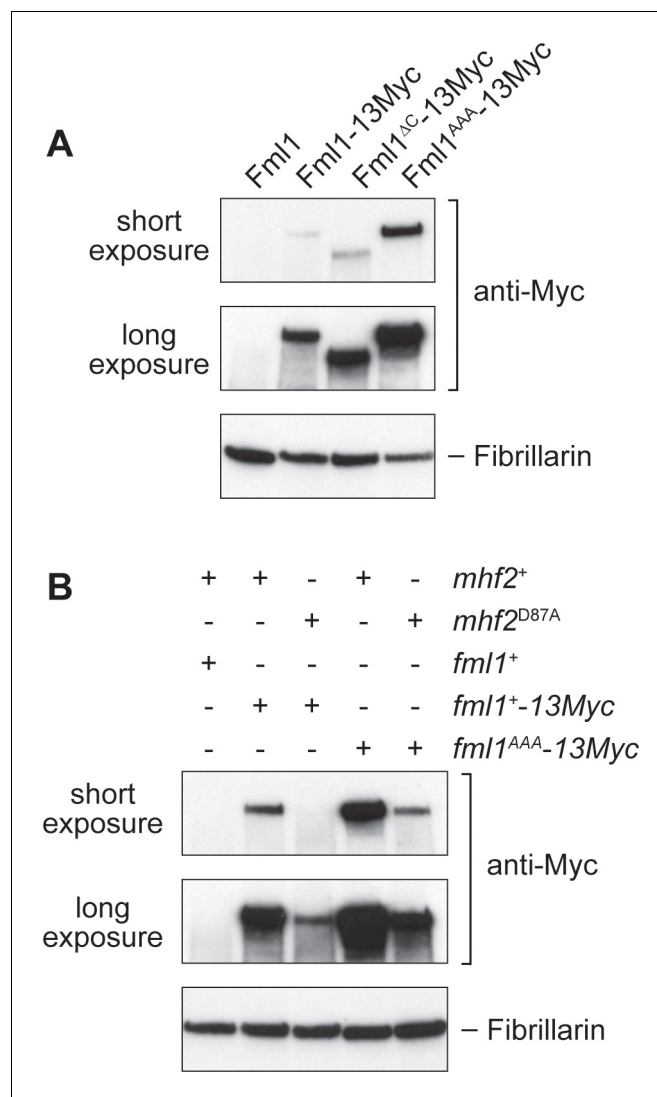 A
Fml1
Fml1-13Myc
Fml1ΔC-13Myc
Fml1AAA-13Myc
short
exposure
long
exposure
anti-Myc
– Fibrillarin
B
+ + - + - mhf2+
- - + - + mhf2D87A
+ - - - - fml1+
- + + - - fml1+-13Myc
- - - + + fml1AAA-13Myc
short
exposure
long
exposure
anti-Myc
– Fibrillarin